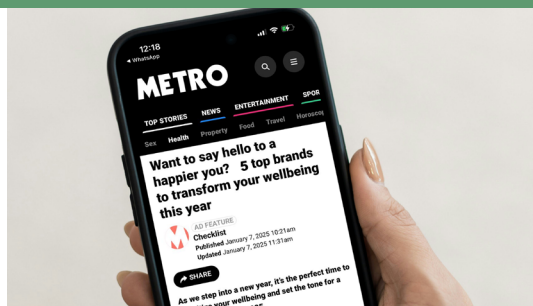 12:18
WhatsApp
METRO
TOP STORIES NEWS ENTERTAINMENT SPOR
Sex Health Property Food Travel Horoscop
Want to say hello to a
happier you? 5 top brands
to transform your wellbeing
this year
AD FEATURE
Checklist
Published January 7, 2025 10:21am
Updated January 7, 2025 11:31am
SHARE
As we step into a new year, it's the perfect time to
your wellbeing and set the tone for a